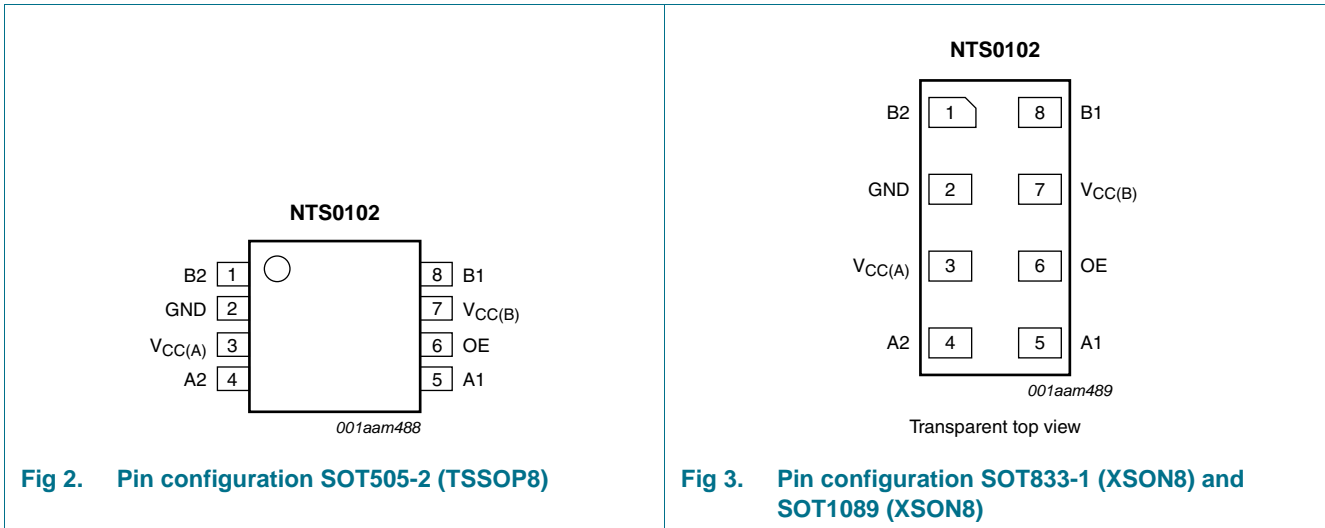 NTS0102
B2 1 8 B1
GND 2 7 VCC(B)
VCC(A) 3 6 OE
A2 4 5 A1
001aam488
Fig 2. Pin configuration SOT505-2 (TSSOP8)
NTS0102
B2 1 8 B1
GND 2 7 VCC(B)
VCC(A) 3 6 OE
A2 4 5 A1
001aam489
Transparent top view
Fig 3. Pin configuration SOT833-1 (XSON8) and
SOT1089 (XSON8)